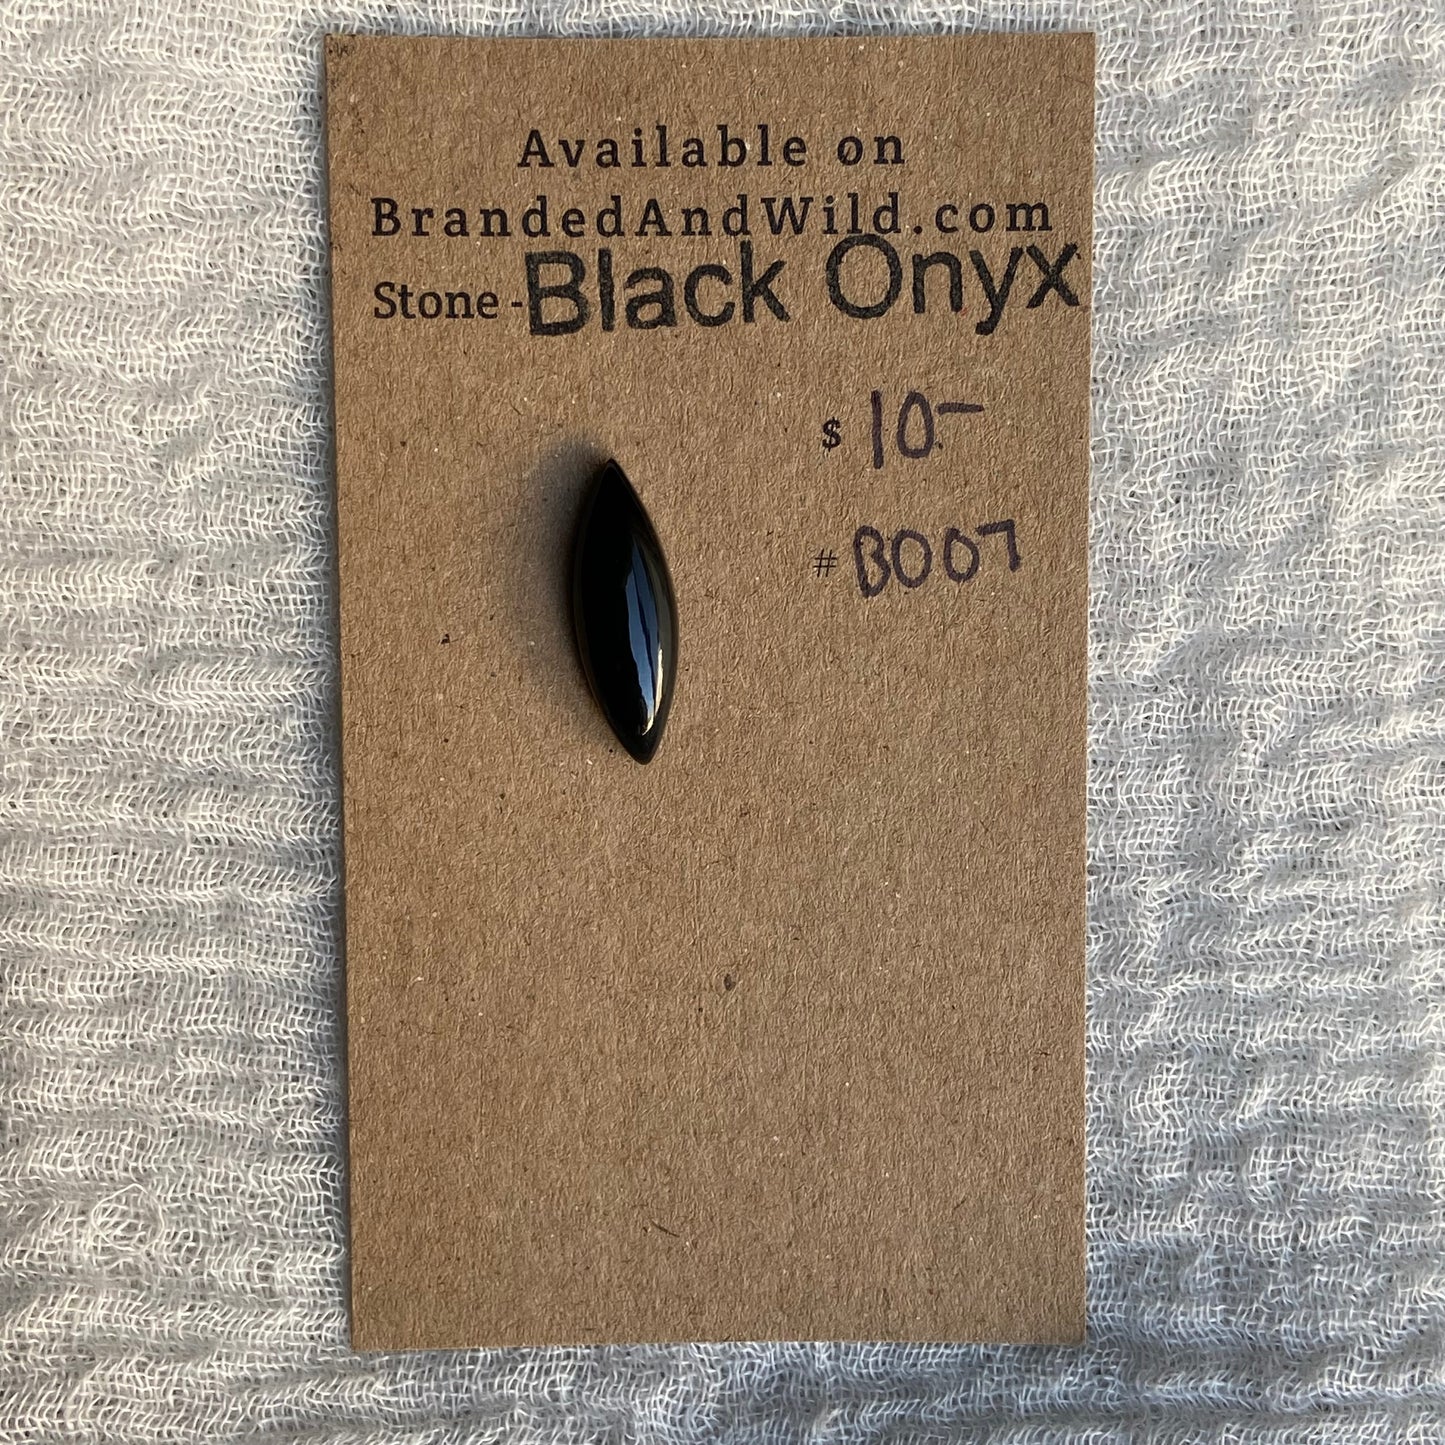 Available on
BrandedAndWild.com
Stone - Black Onyx
$ 10.-
# B007